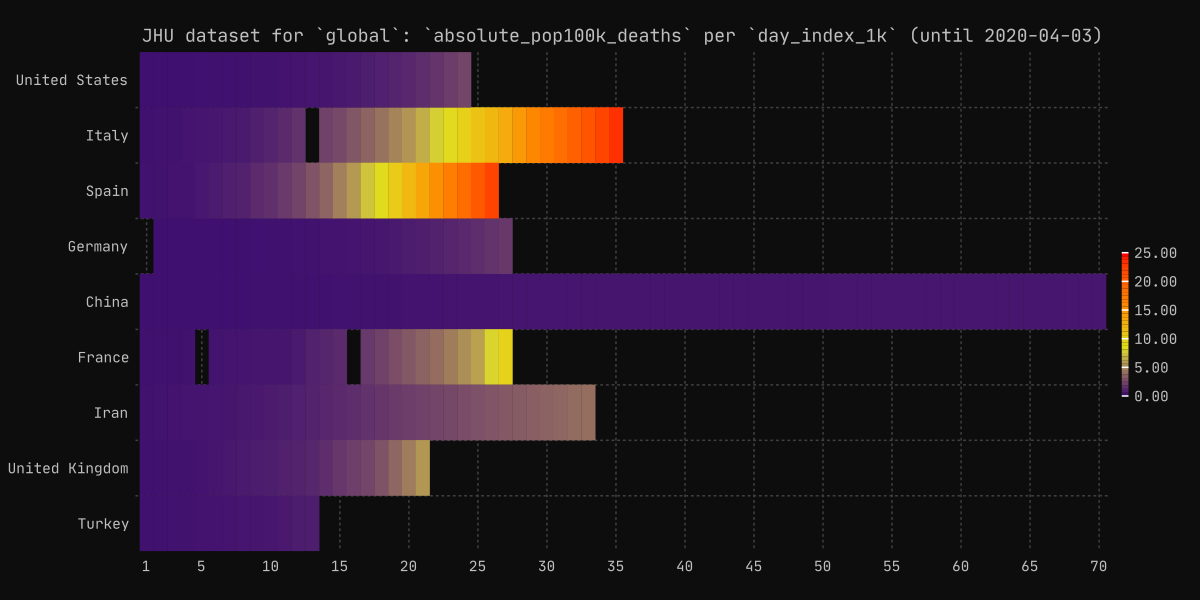 JHU dataset for `global`: `absolute_pop100k_deaths` per `day_index_1k` (until 2020-04-03)
United States
Italy
Spain
Germany
China
France
Iran
United Kingdom
Turkey
1 5 10 15 20 25 30 35 40 45 50 55 60 65 70
25.00
20.00
15.00
10.00
5.00
0.00